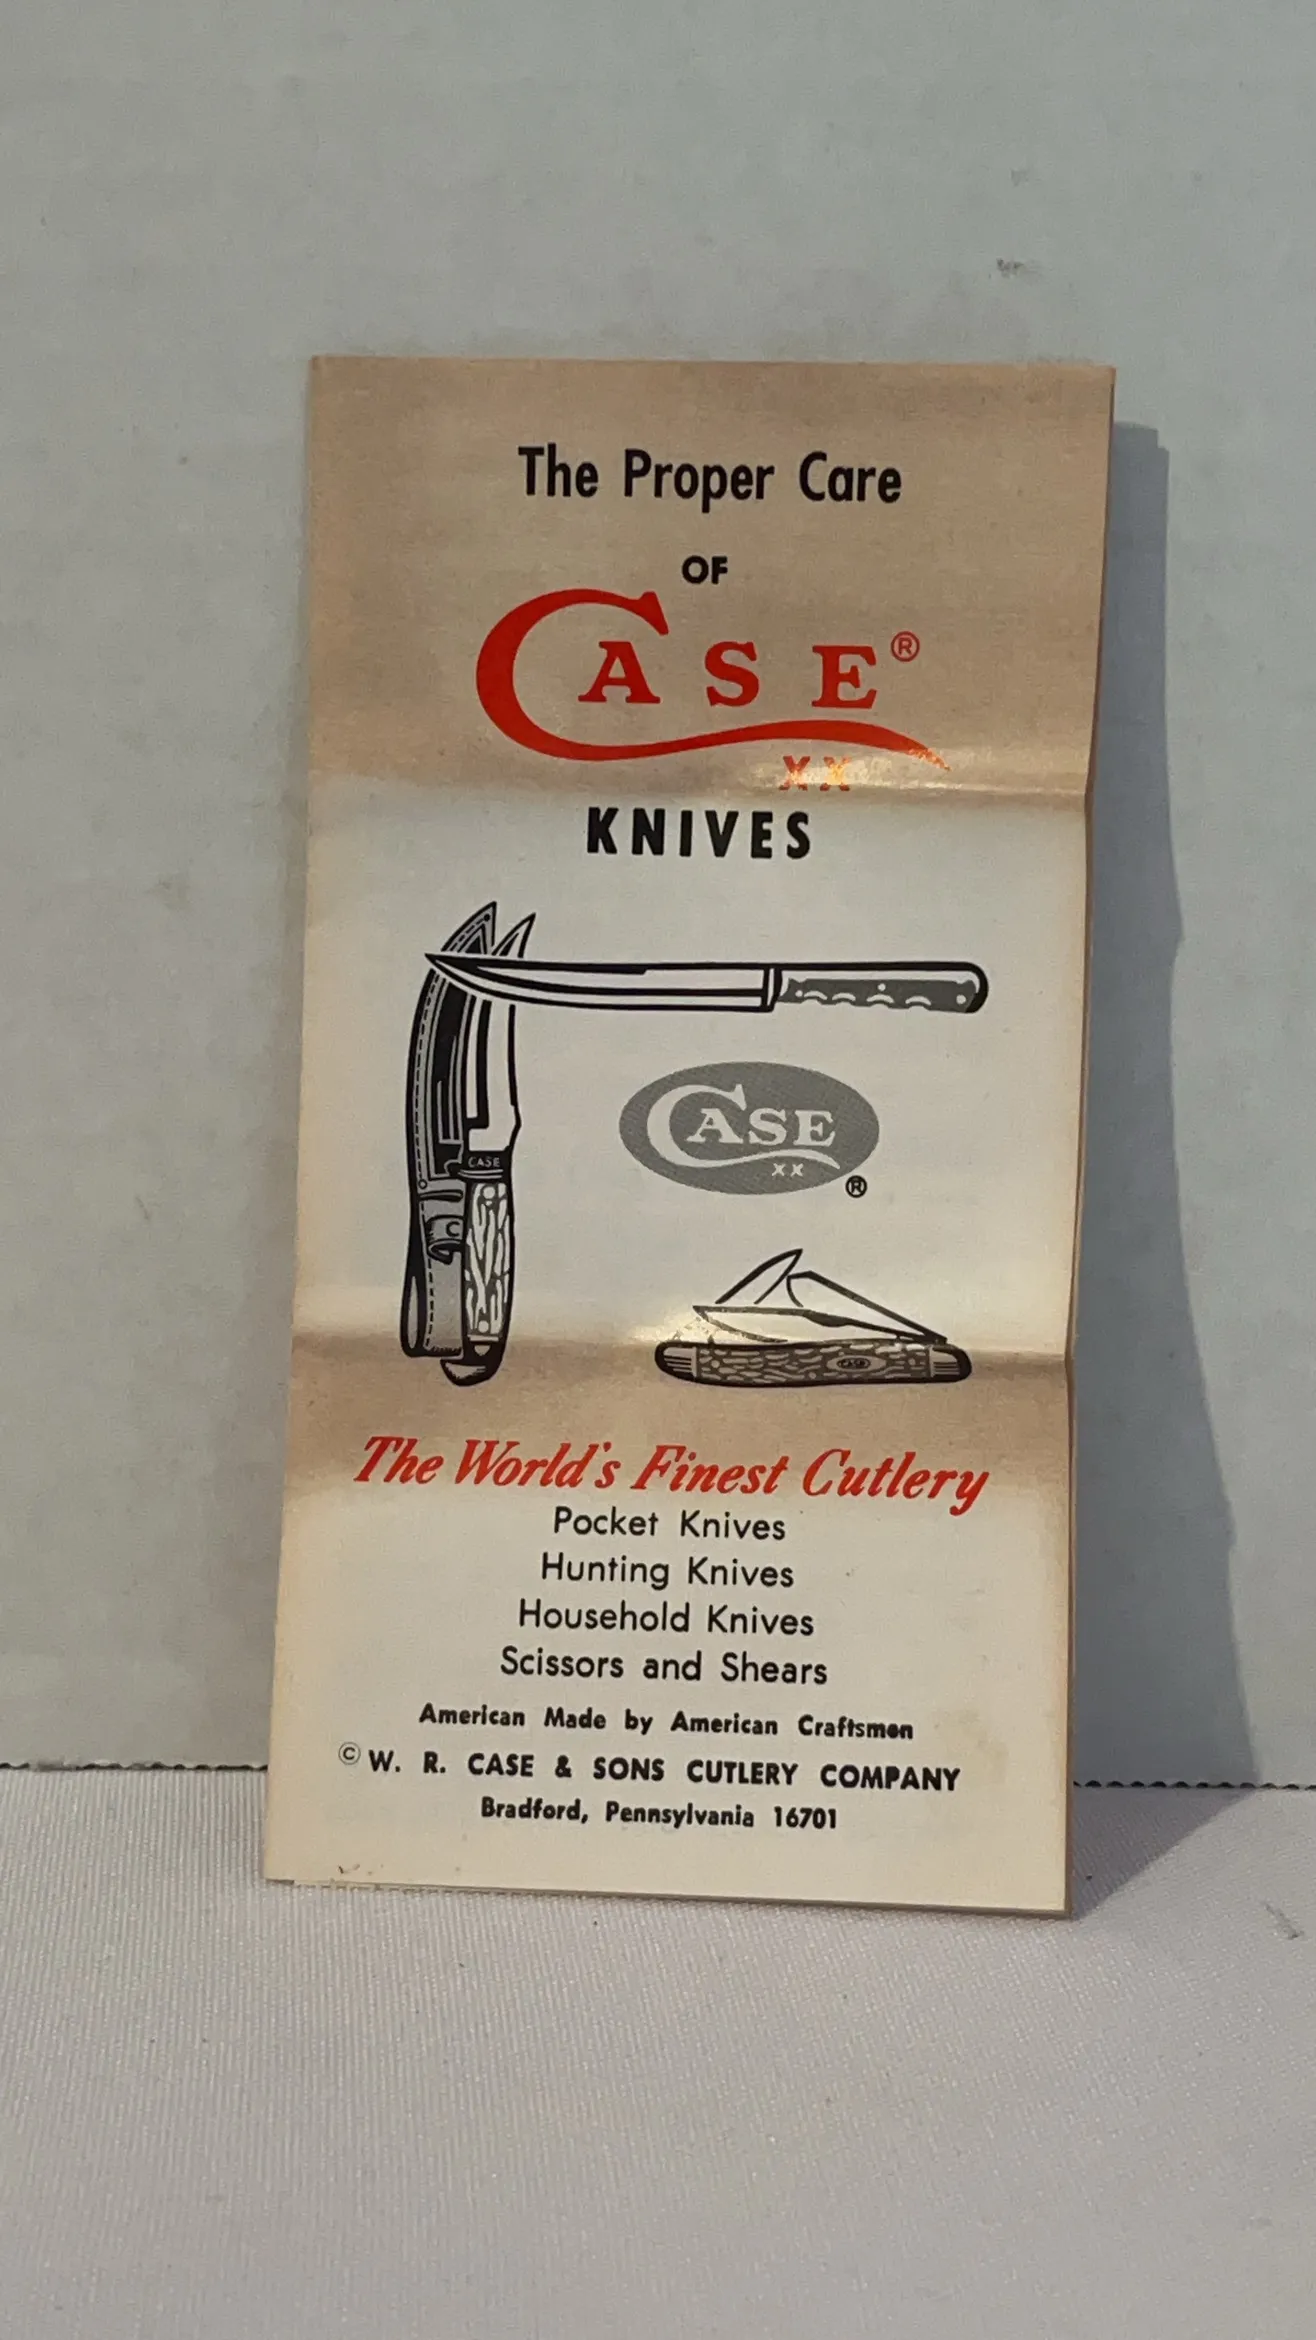 The Proper Care
OF
CASE®
XX
KNIVES
CASE
CASE
XX
®
CASE
The World's Finest Cutlery
Pocket Knives
Hunting Knives
Household Knives
Scissors and Shears
American Made by American Craftsmen
© W. R. CASE & SONS CUTLERY COMPANY
Bradford, Pennsylvania 16701